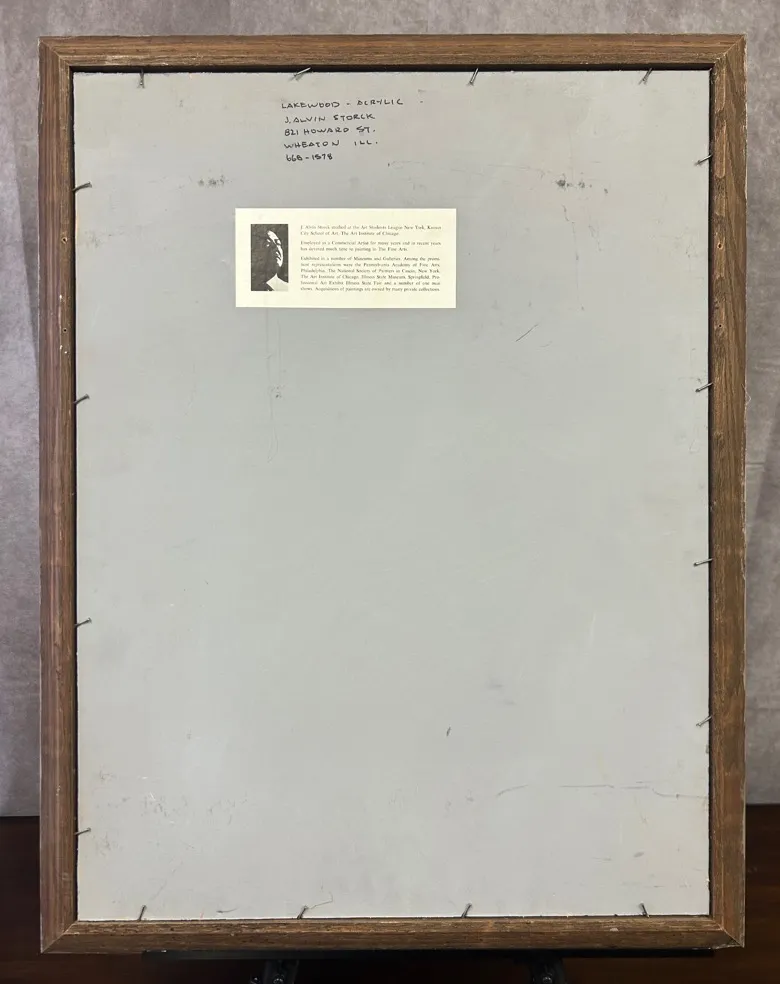 LAKEWOOD - ACRYLIC -
J. ALVIN STORCK
821 HOWARD ST.
WHEATON ILL.
668-1578
J. Alvin Storck studied at the Art Students League New York, Kansas
City School of Art, The Art Institute of Chicago.
Employed as a Commercial Artist for many years and in recent years
has devoted much time to painting in The Fine Arts.
Exhibited in a number of Museums and Galleries. Among the prom-
inent representations were the Pennsylvania Academy of Fine Arts
Philadelphia, The National Society of Painters in Casein, New York,
The Art Institute of Chicago, Illinois State Museum, Springfield, Pro-
fessional Art Exhibit Illinois State Fair and a number of one man
shows. Acquisitions of paintings are owned by many private collections